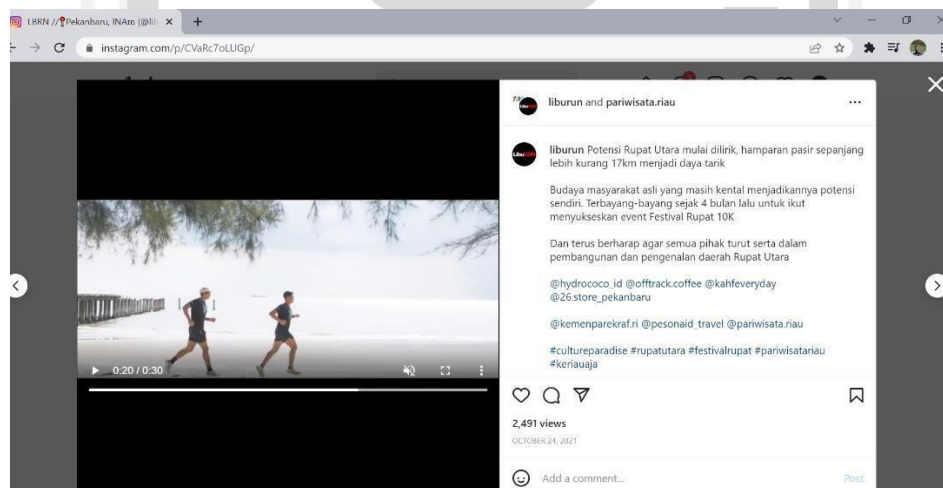 LBRN // Pekanbaru, INAro (@lib
instagram.com/p/CVaRc7oLUGp/
liburun and pariwisata.riau
liburun Potensi Rupat Utara mulai dilirik, hamparan pasir sepanjang
lebih kurang 17km menjadi daya tarik
Budaya masyarakat asli yang masih kental menjadikannya potensi
sendiri. Terbayang-bayang sejak 4 bulan lalu untuk ikut
menyukseskan event Festival Rupat 10K
Dan terus berharap agar semua pihak turut serta dalam
pembangunan dan pengenalan daerah Rupat Utara
@hydrococo_id @offtrack.coffee @kahfeveryday
@26.store_pekanbaru
@kemenparekraf.ri @pesonaid_travel @pariwisata.riau
#cultureparadise #rupatutara #festivalrupat #pariwisatariau
#keriauaja
0:20 / 0:30
2,491 views
OCTOBER 24, 2021
Add a comment...
Post